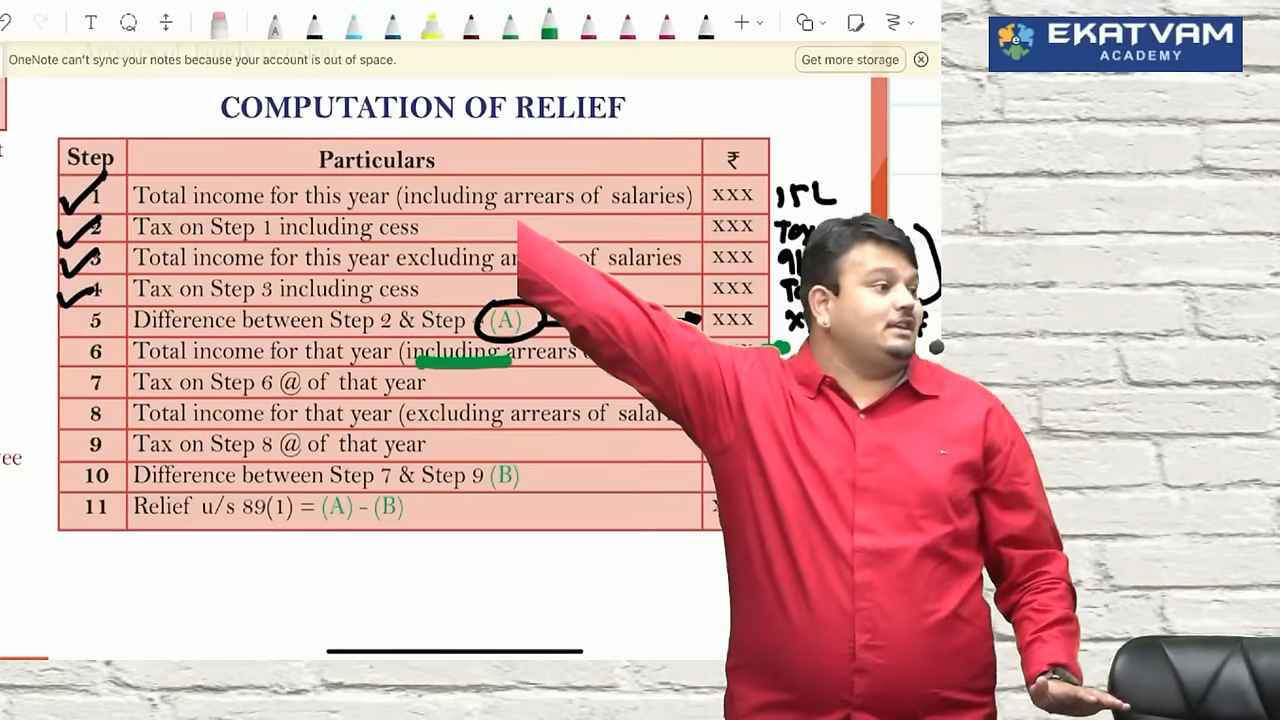 EKATVAM
ACADEMY
T
A
OneNote can't sync your notes because your account is out of space.
Get more storage
COMPUTATION OF RELIEF
Step Particulars ₹
1 Total income for this year (including arrears of salaries) xxx 15L
2 Tax on Step 1 including cess xxx Tax
3 Total income for this year excluding of salaries xxx
4 Tax on Step 3 including cess xxx
5 Difference between Step 2 & Step (A) xxx
6 Total income for that year (including arrears
7 Tax on Step 6 @ of that year
8 Total income for that year (excluding arrears of
9 Tax on Step 8 @ of that year
10 Difference between Step 7 & Step 9 (B)
11 Relief u/s 89(1) = (A) - (B)